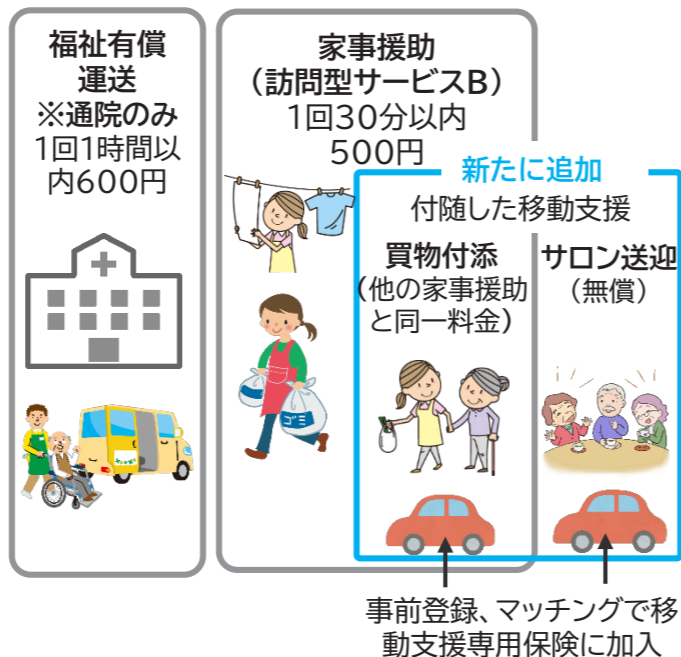 福祉有償
運送
※通院のみ
1回1時間以
内600円
家事援助
（訪問型サービスB）
1回30分以内
500円
新たに追加
付随した移動支援
買物付添
（他の家事援助
と同一料金）
サロン送迎
（無償）
ゴミ
事前登録、マッチングで移
動支援専用保険に加入